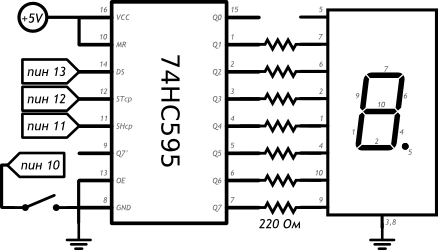 +5V 16 VCC Q0 15 5
10 MR Q1 1 7
пин 13 14 DS Q2 2 6
пин 12 12 STcp Q3 3 2
пин 11 11 SHcp Q4 4 1
9 Q7' Q5 5 4
пин 10 13 OE Q6 6 10
8 GND Q7 7 9
74HC595
220 Ом
7
9 6
10
1 4
2 5
3,8